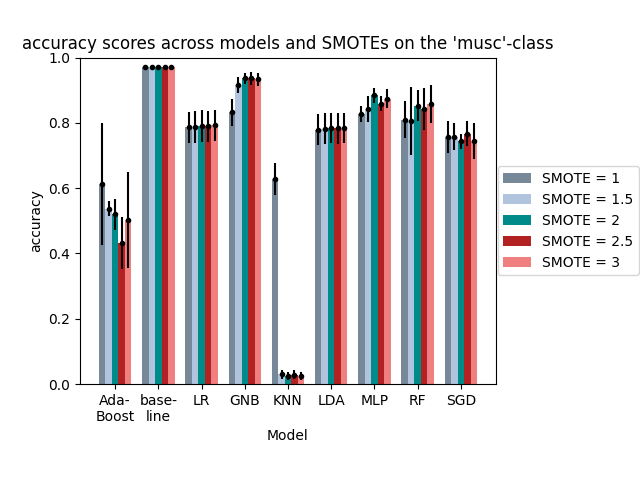 accuracy scores across models and SMOTEs on the 'musc'-class
1.0
0.8
0.6
0.4
0.2
0.0
accuracy
Ada-
Boost
base-
line
LR
GNB
KNN
LDA
MLP
RF
SGD
Model
SMOTE = 1
SMOTE = 1.5
SMOTE = 2
SMOTE = 2.5
SMOTE = 3